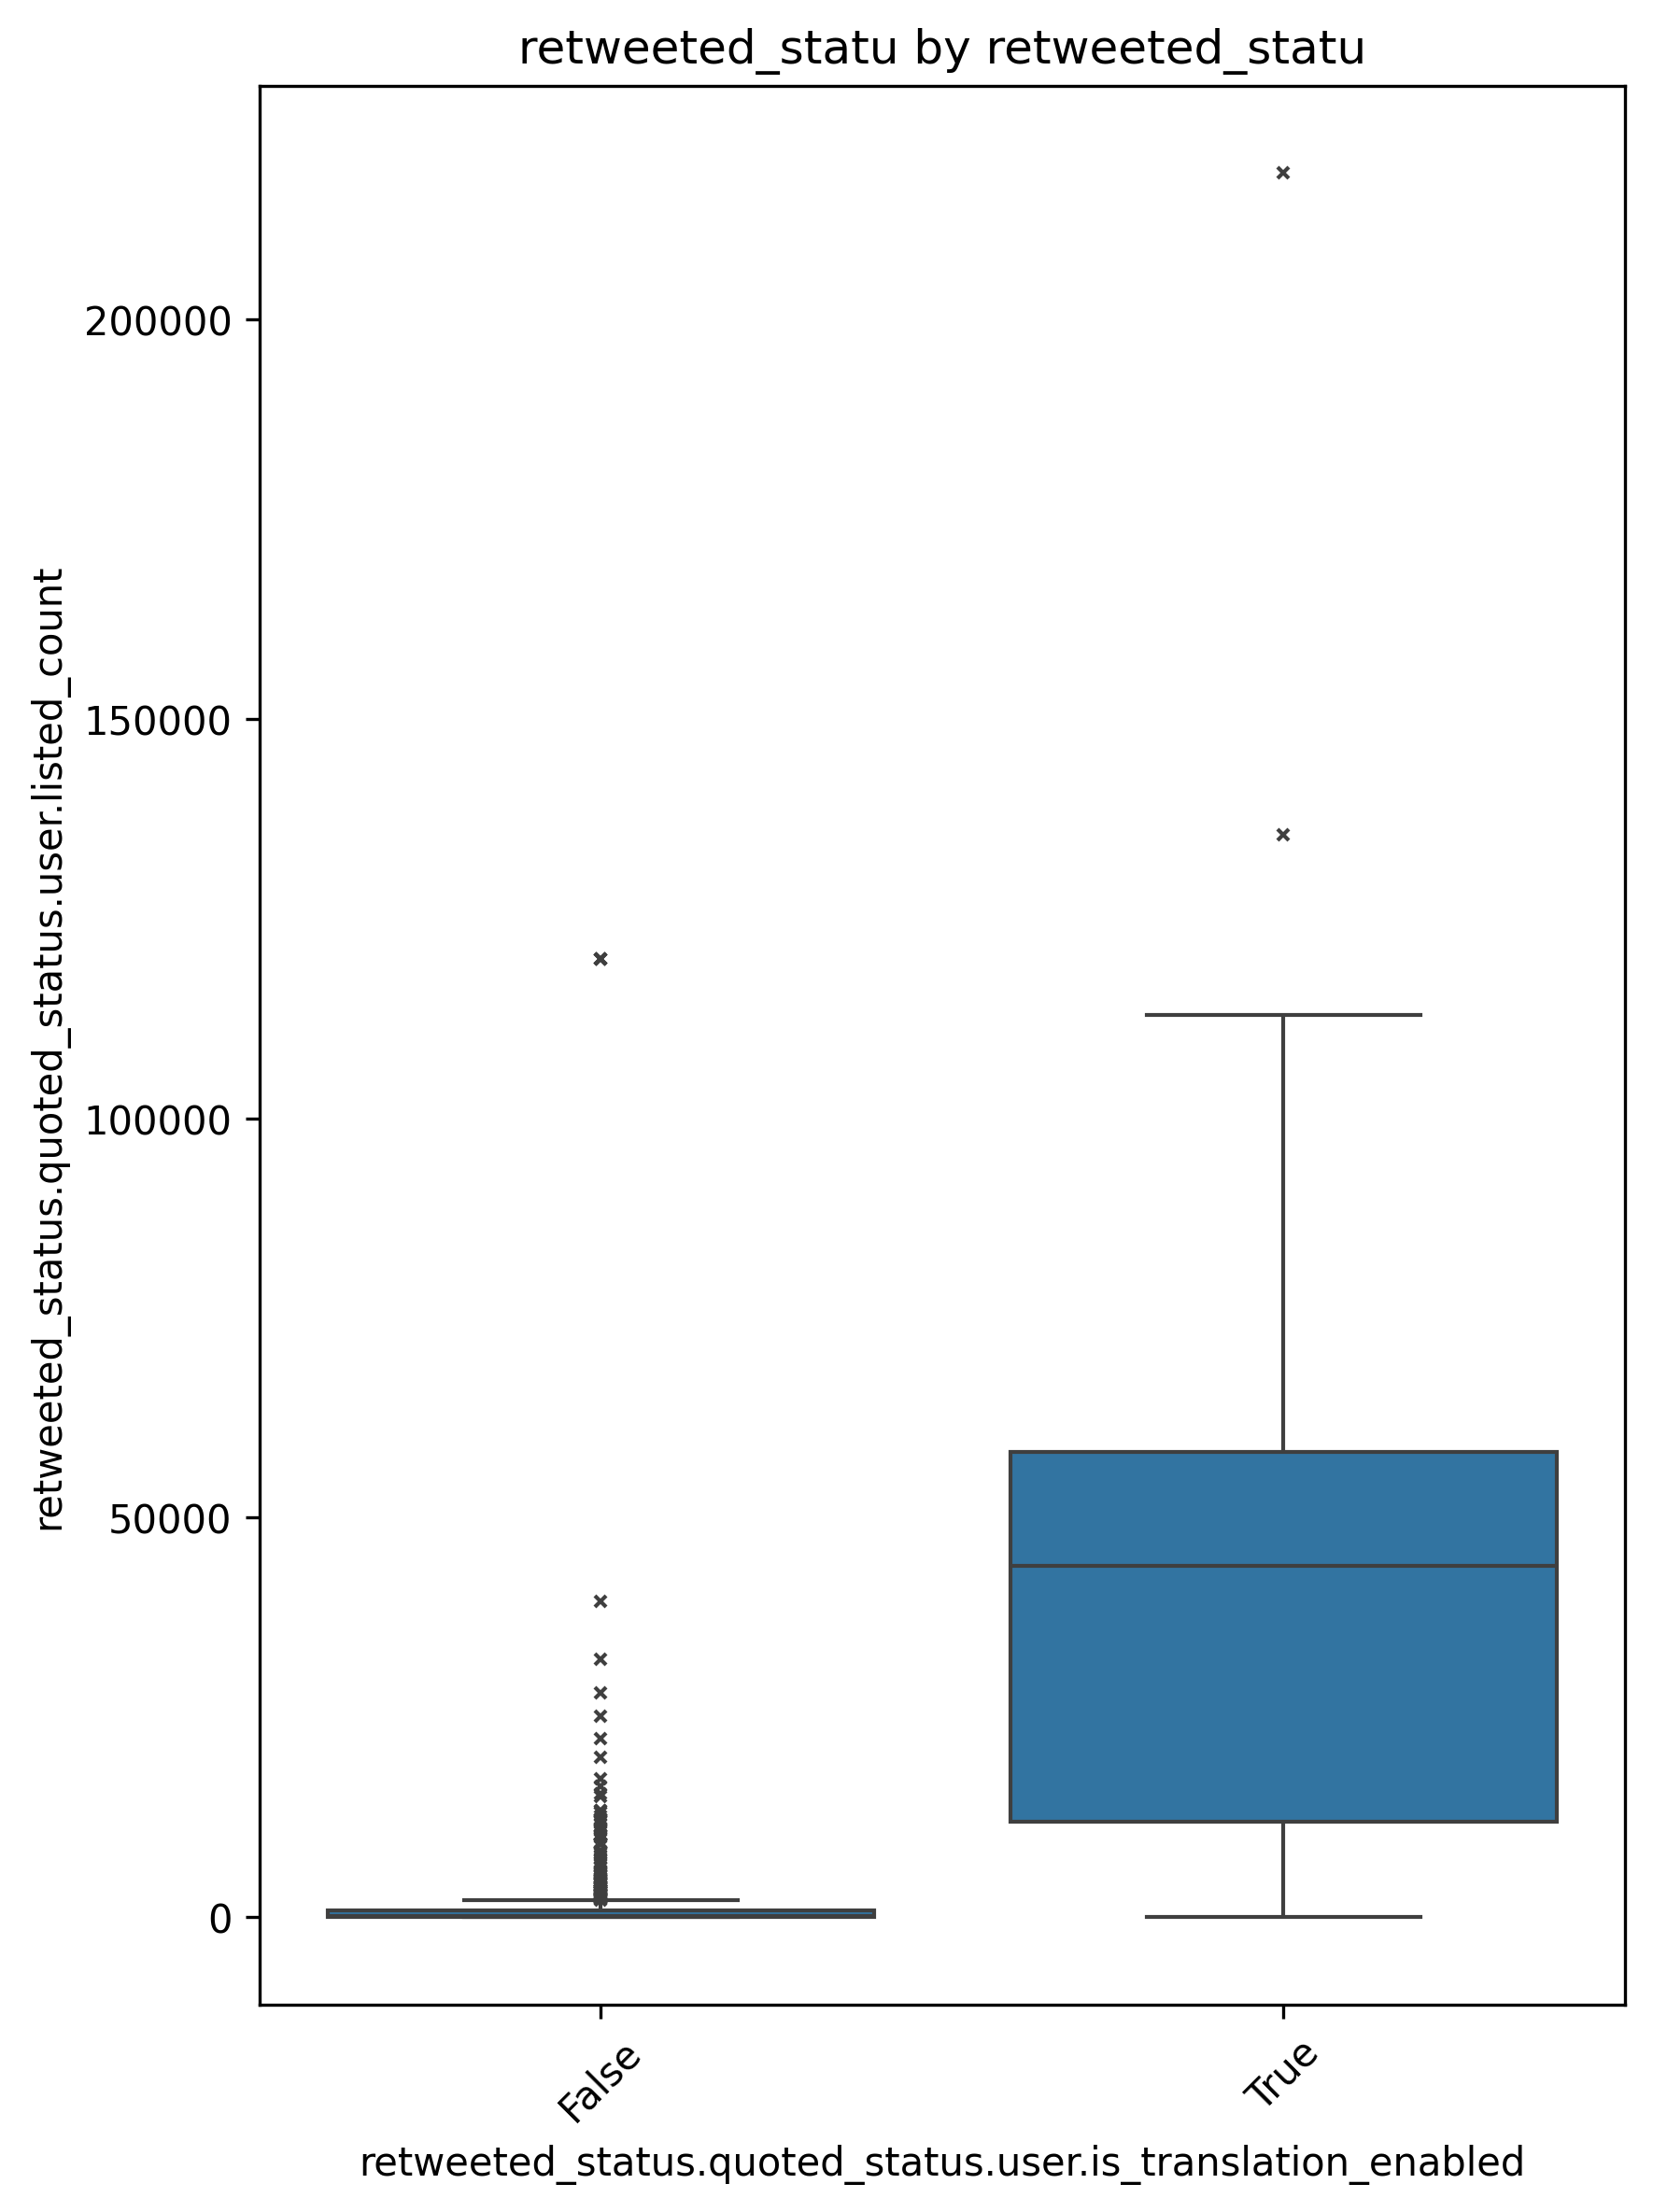 retweeted_statu by retweeted_statu
retweeted_status.quoted_status.user.listed_count
200000
150000
100000
50000
0
False
True
retweeted_status.quoted_status.user.is_translation_enabled